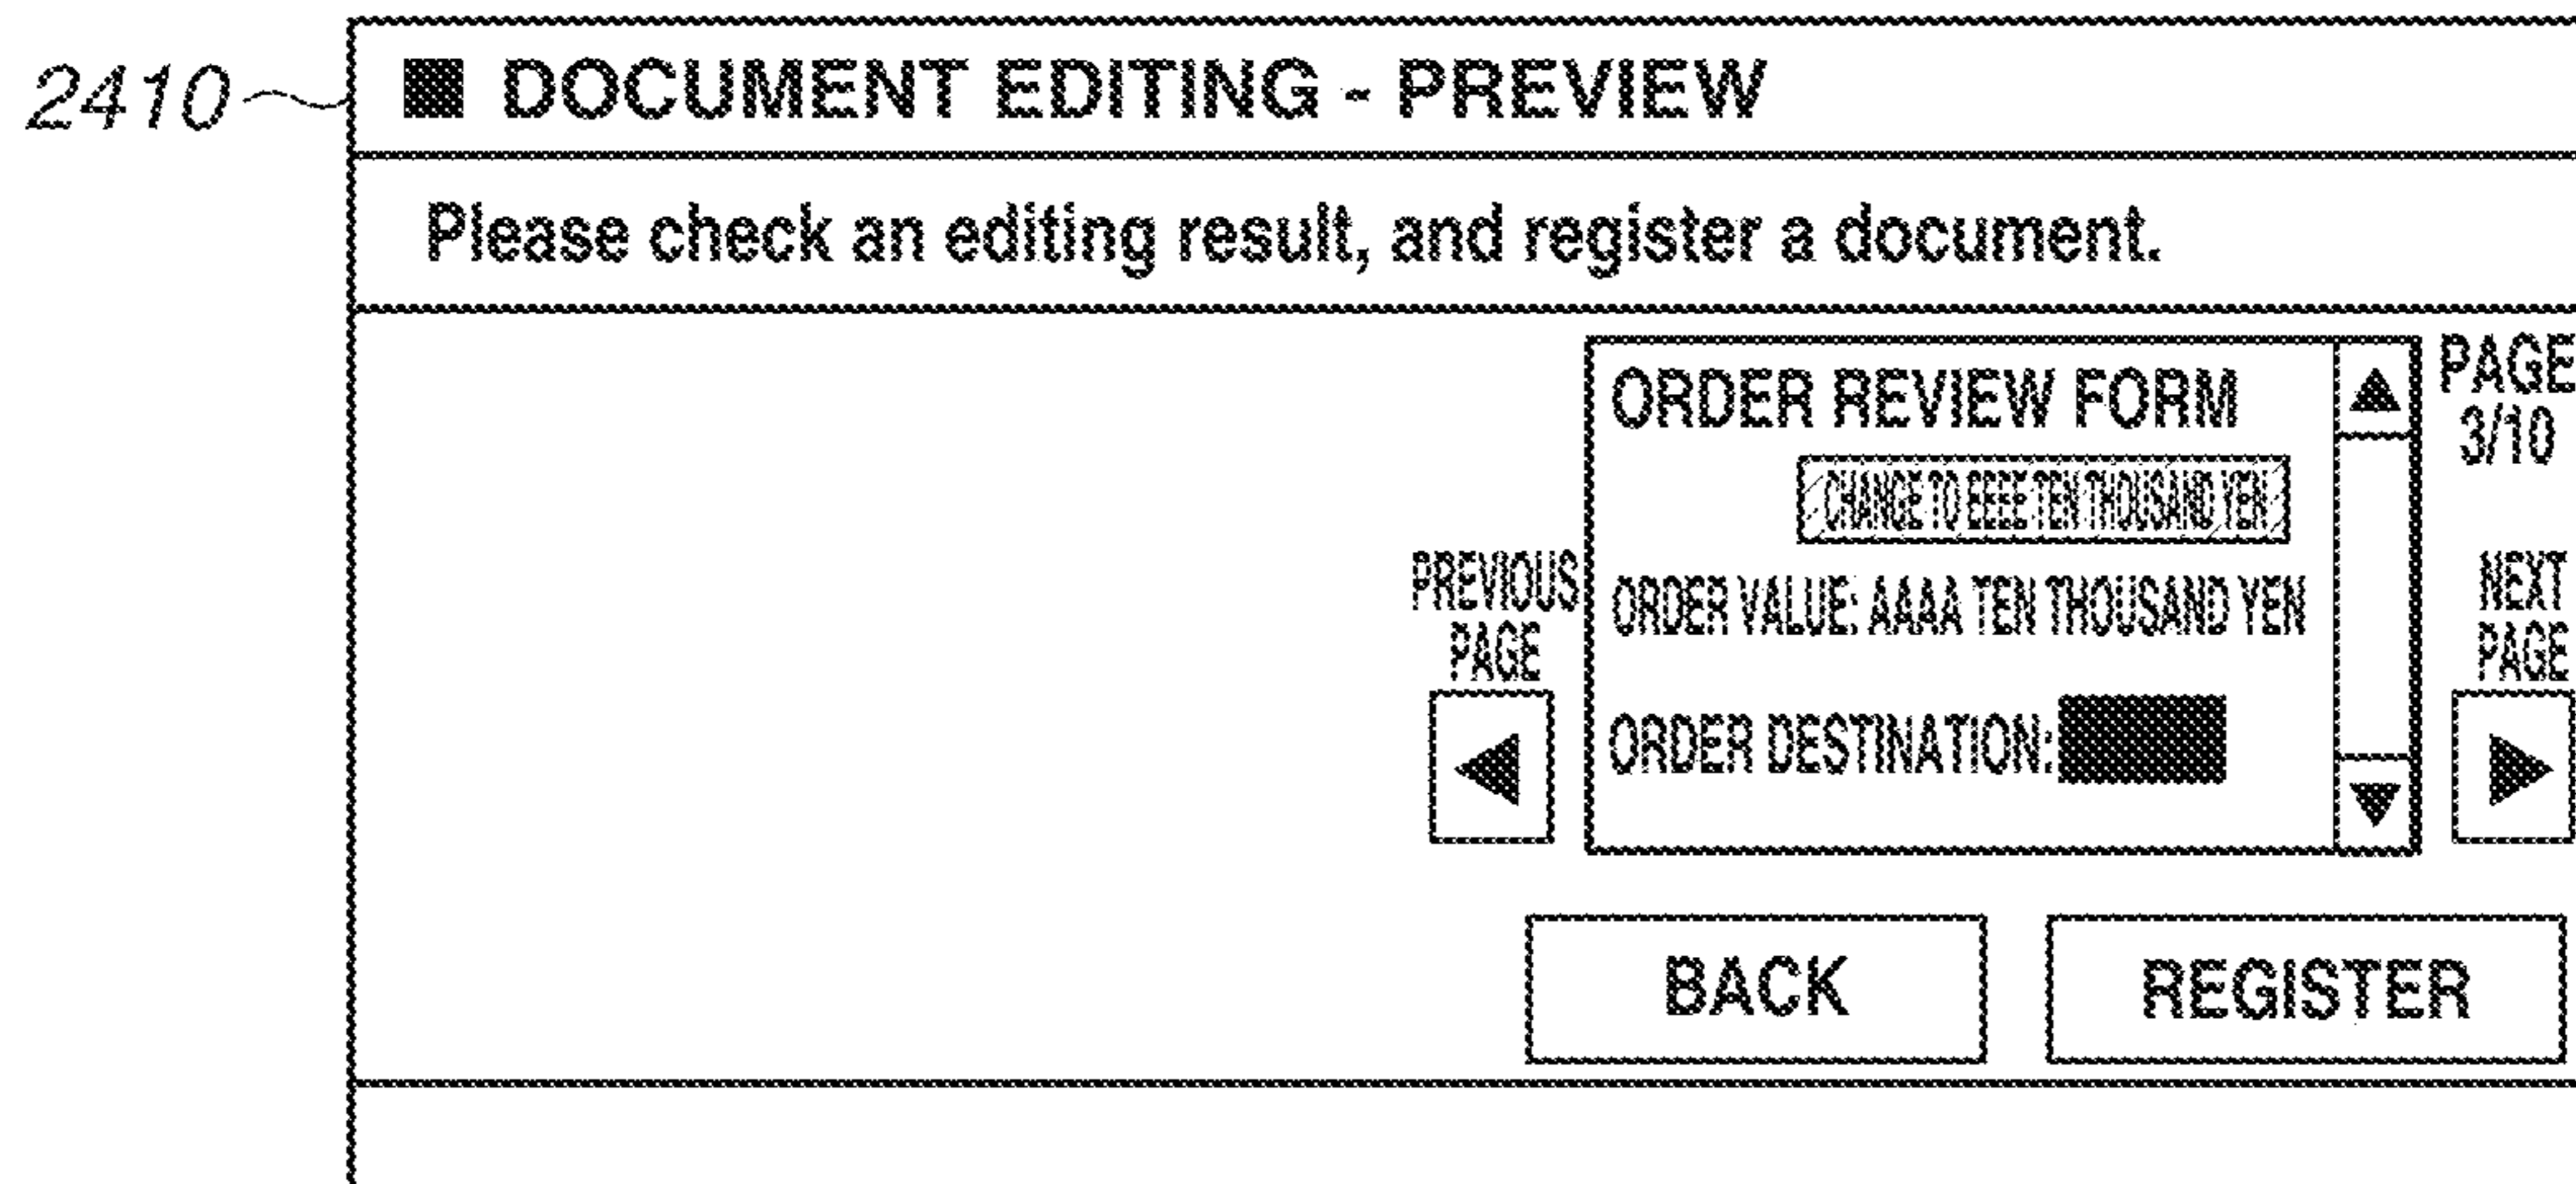 2410
■ DOCUMENT EDITING - PREVIEW
Please check an editing result, and register a document.
ORDER REVIEW FORM
PAGE
3/10
CHANGE TO EEEE TEN THOUSAND YEN
PREVIOUS
PAGE
ORDER VALUE: AAAA TEN THOUSAND YEN
NEXT
PAGE
ORDER DESTINATION:
BACK
REGISTER